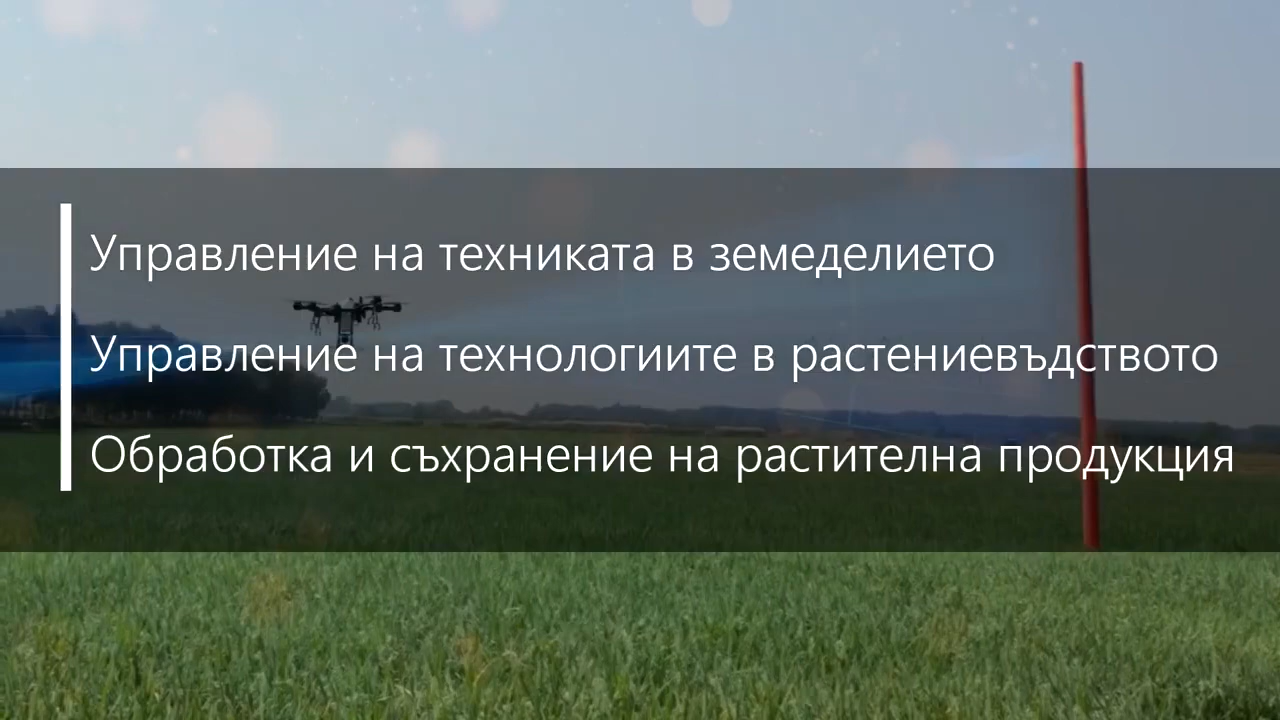 Управление на техниката в земеделието
Управление на технологиите в растениевъдството
Обработка и съхранение на растителна продукция